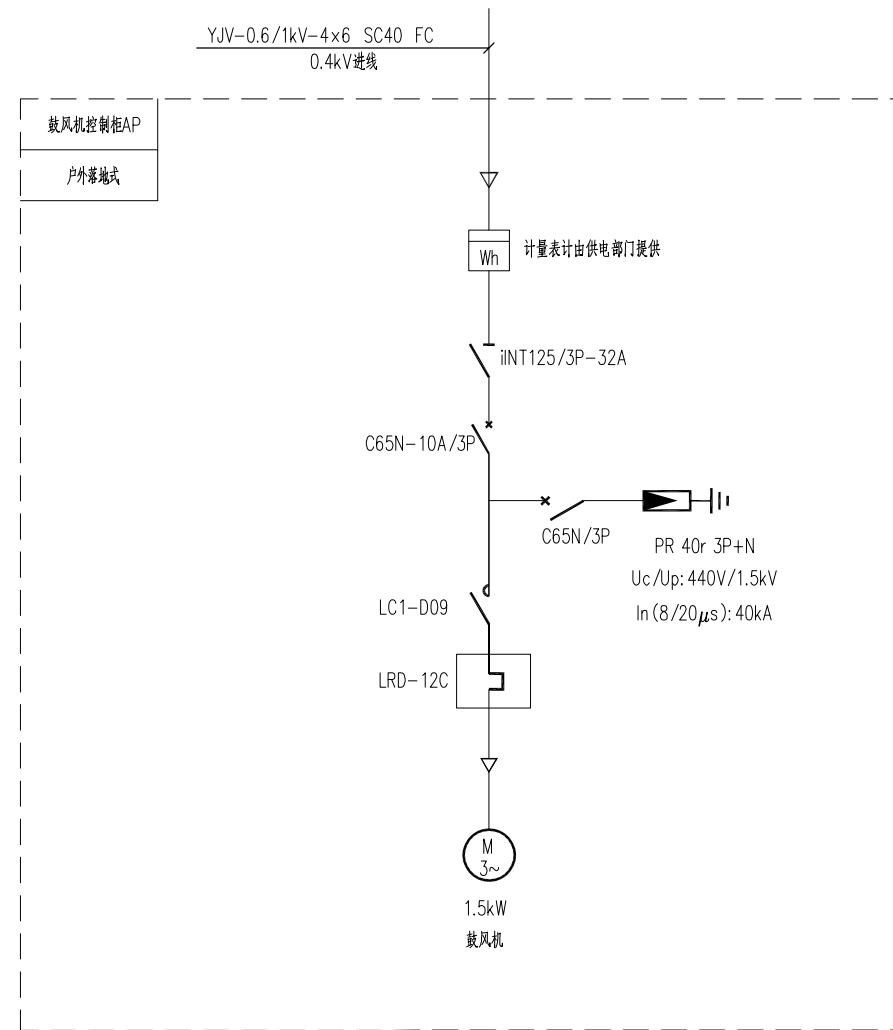 YJV-0.6/1kV-4×6 SC40 FC
0.4kV进线
鼓风机控制柜AP
户外落地式
Wh
计量表计由供电部门提供
iINT125/3P-32A
C65N-10A/3P
C65N/3P
PR 40r 3P+N
Uc/Up:440V/1.5kV
In(8/20μs):40kA
LC1-D09
LRD-12C
M
3~
1.5kW
鼓风机